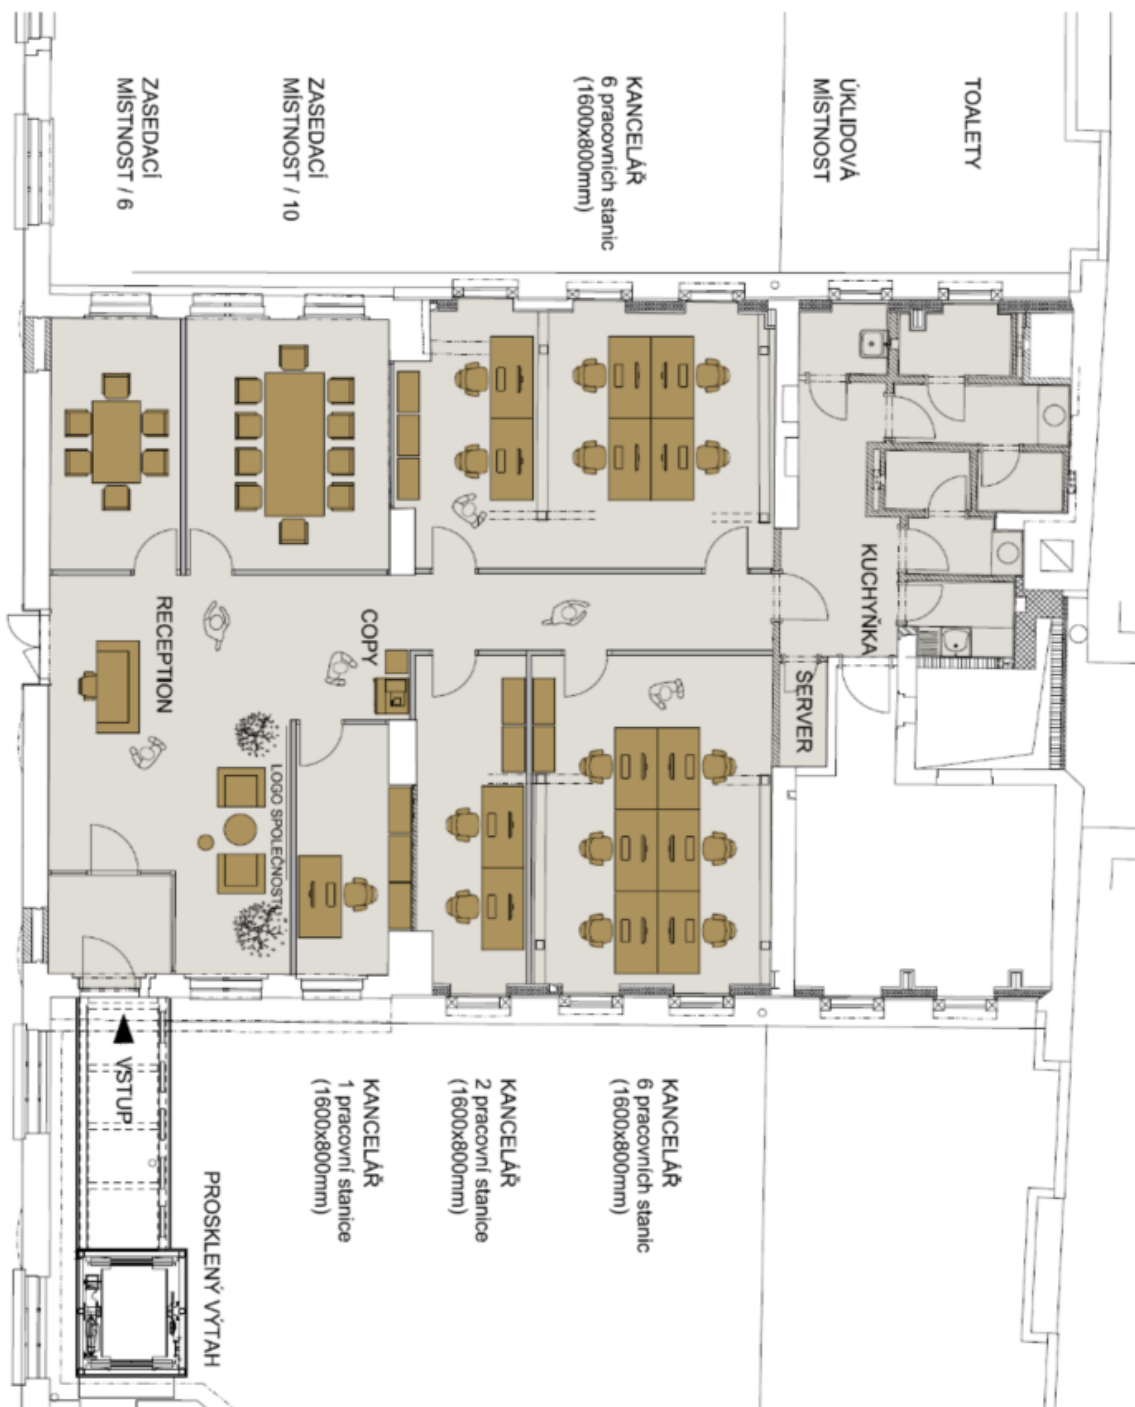 ZASEDACÍ
MÍSTNOST / 6
ZASEDACÍ
MÍSTNOST / 10
KANCELÁŘ
6 pracovních stanic
(1600x800mm)
ÚKLIDOVÁ
MÍSTNOST
TOALETY
RECEPTION
COPY
KUCHYŇKA
SERVER
LOGO SPOLEČNOSTI
VSTUP
PROSKLENÝ VÝTAH
KANCELÁŘ
1 pracovní stanice
(1600x800mm)
KANCELÁŘ
2 pracovní stanice
(1600x800mm)
KANCELÁŘ
6 pracovních stanic
(1600x800mm)